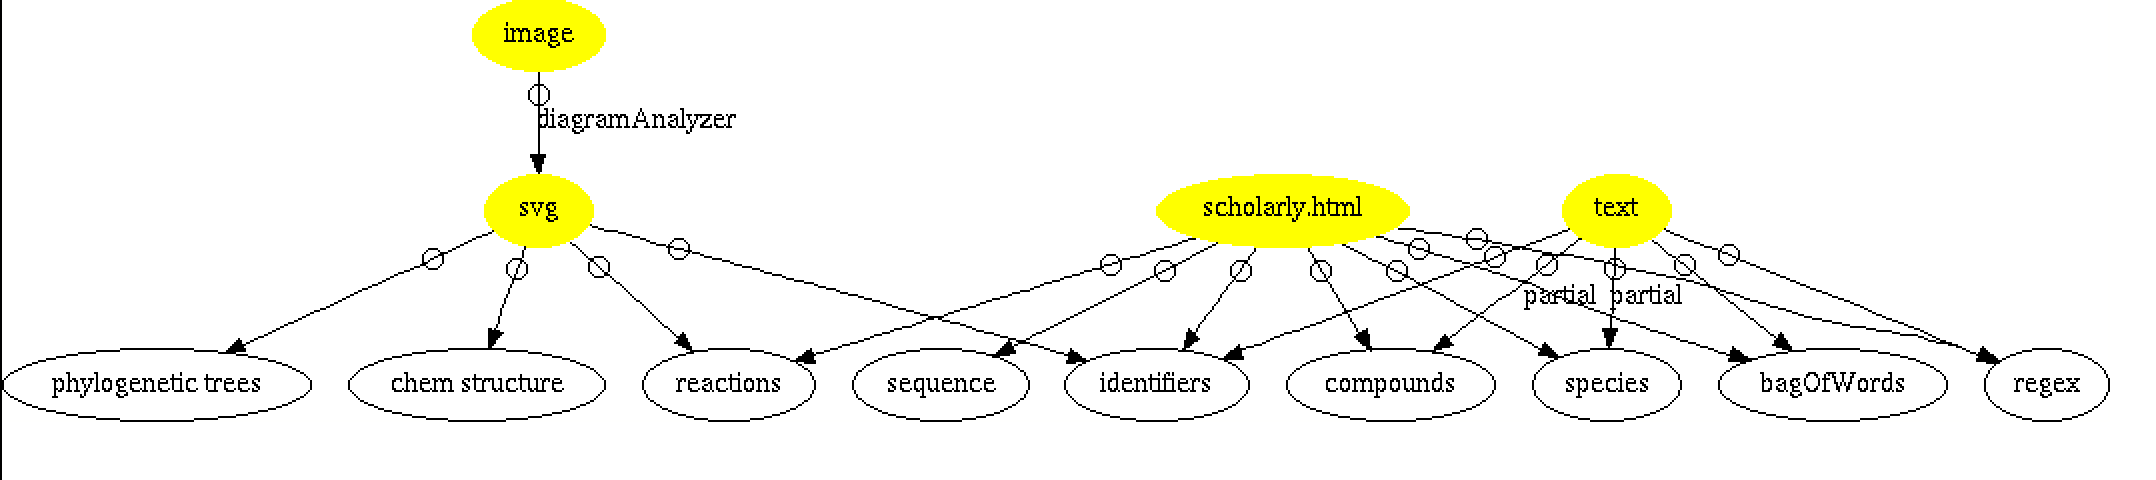 image
diagramAnalyzer
svg
scholarly.html
text
partial
partial
phylogenetic trees
chem structure
reactions
sequence
identifiers
compounds
species
bagOfWords
regex